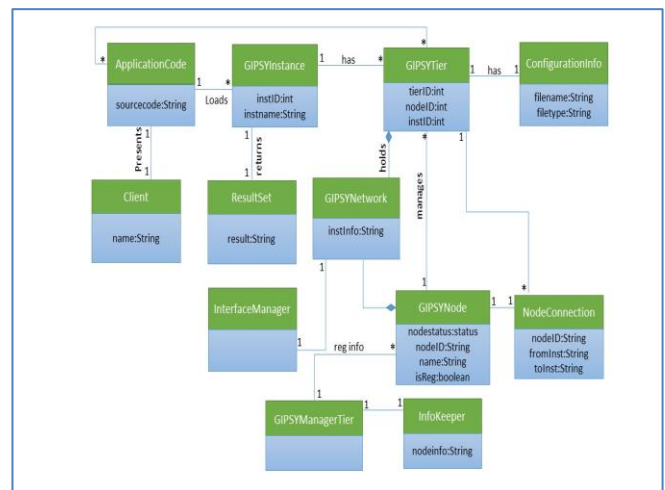 *
*
ApplicationCode
sourcecode:String
1
*
Loads
GIPSYInstance
instID:int
instname:String
1
has
*
GIPSYTier
tierID:int
nodeID:int
instID:int
1
has
1
ConfigurationInfo
filename:String
filetype:String
1
Presents
1
1
returns
1
holds
*
manages
1
1
*
Client
name:String
ResultSet
result:String
GIPSYNetwork
instInfo:String
1
InterfaceManager
1
GIPSYNode
nodestatus:status
nodeID:String
name:String
isReg:boolean
1
1
NodeConnection
nodeID:String
fromInst:String
toInst:String
reg info
*
1
GIPSYManagerTier
1
1
InfoKeeper
nodeinfo:String